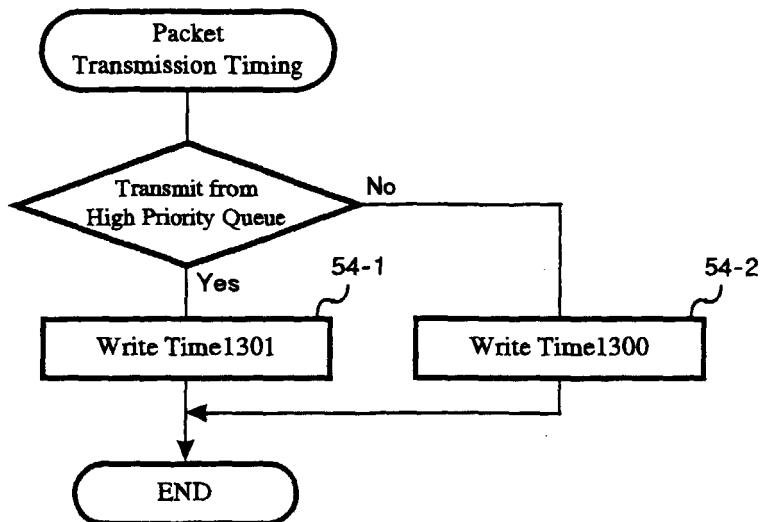 Packet
Transmission Timing
Transmit from
High Priority Queue
No
Yes
54-1
54-2
Write Time1301
Write Time1300
END